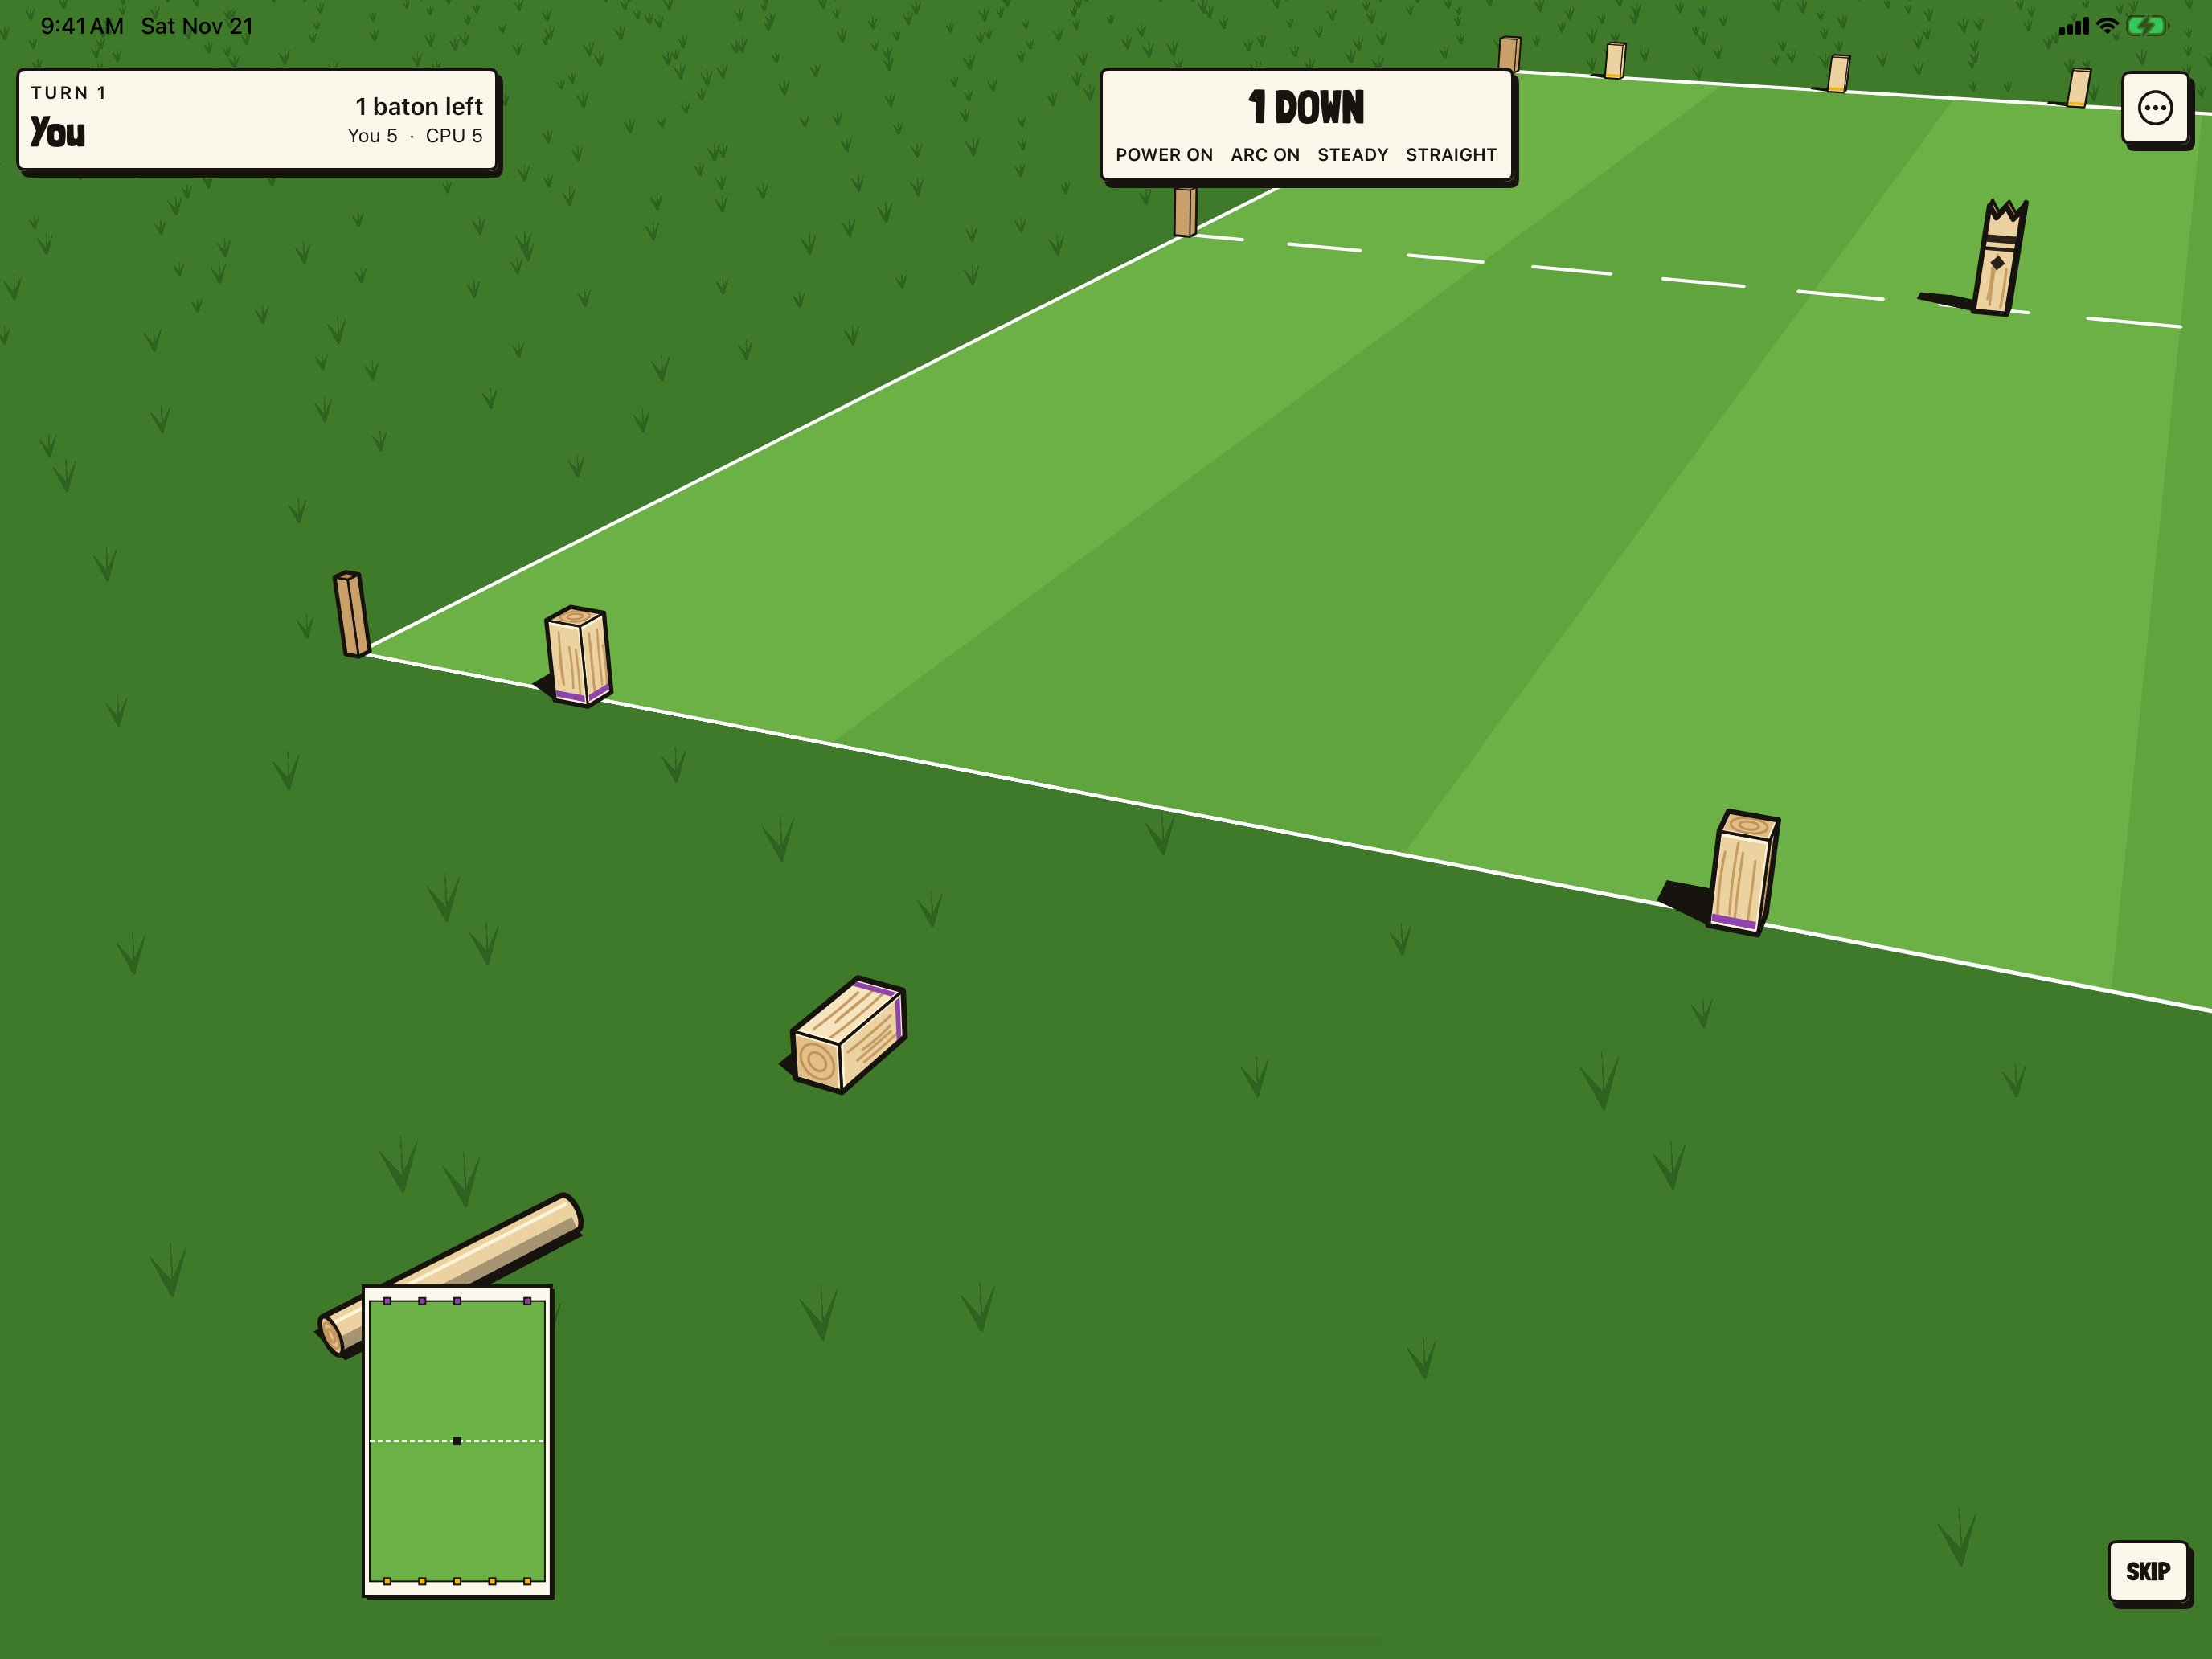 9:41 AM Sat Nov 21
TURN 1
You
1 baton left
You 5 · CPU 5
1 DOWN
POWER ON ARC ON STEADY STRAIGHT
SKIP